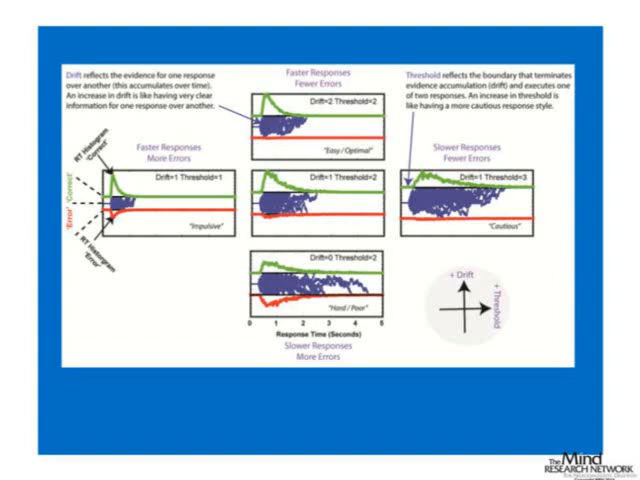 Drift reflects the evidence for one response
over another (this accumulates over time).
An increase in drift is like having very clear
information for one response over another.
Faster Responses
Fewer Errors
Threshold reflects the boundary that terminates
evidence accumulation (drift) and executes one
of two responses. An increase in threshold is
like having a more cautious response style.
Drift=2 Threshold=2
"Easy/Optimal"
RT Histogram
'Correct'
Faster Responses
More Errors
Slower Responses
Fewer Errors
Drift=1 Threshold=1
Drift=1 Threshold=2
Drift=1 Threshold=3
'Correct'
'Error'
"Impulsive"
"Cautious"
RT Histogram
'Error'
Drift=0 Threshold=2
"Hard/Poor"
+ Drift
+ Threshold
0 1 2 3 4 5
Response Time (Seconds)
Slower Responses
More Errors
The Mind
RESEARCH NETWORK